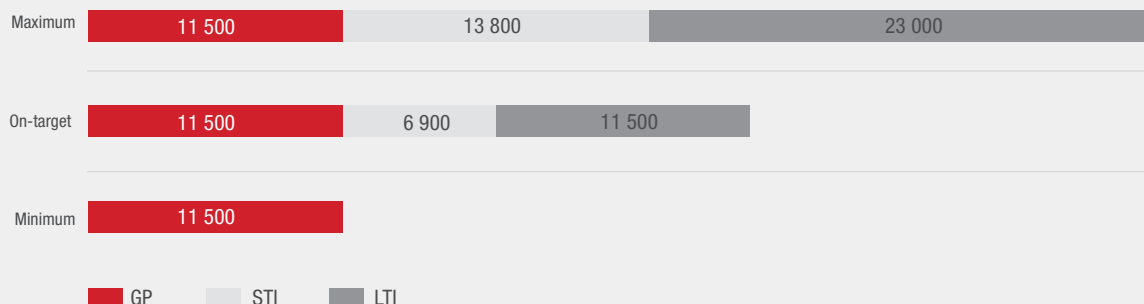 Maximum 11 500 13 800 23 000
On-target 11 500 6 900 11 500
Minimum 11 500
GP STI LTI